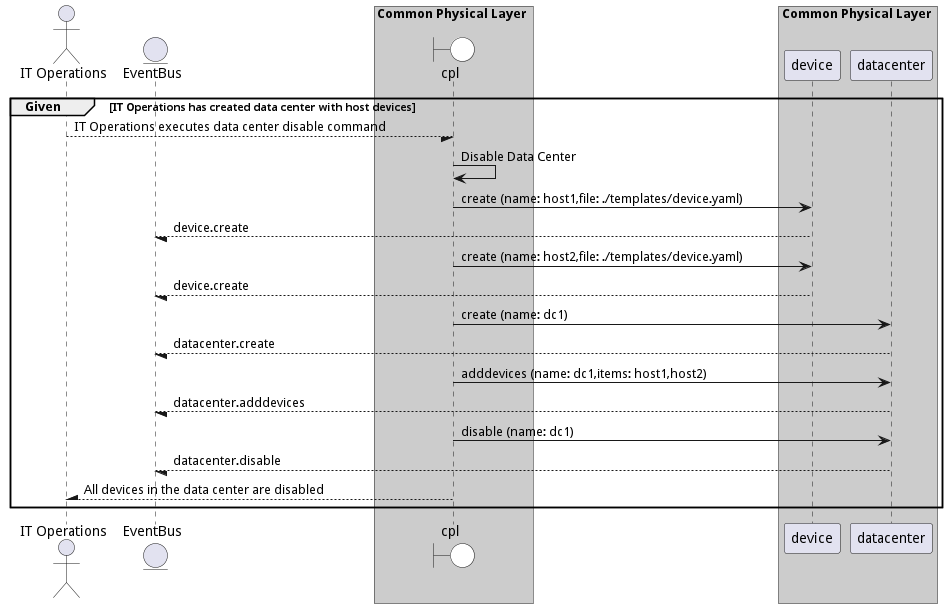 Common Physical Layer
Common Physical Layer
IT Operations
EventBus
cpl
device
datacenter
Given
[IT Operations has created data center with host devices]
IT Operations executes data center disable command
Disable Data Center
create (name: host1,file: ./templates/device.yaml)
device.create
create (name: host2,file: ./templates/device.yaml)
device.create
create (name: dc1)
datacenter.create
adddevices (name: dc1,items: host1,host2)
datacenter.adddevices
disable (name: dc1)
datacenter.disable
All devices in the data center are disabled
IT Operations
EventBus
cpl
device
datacenter